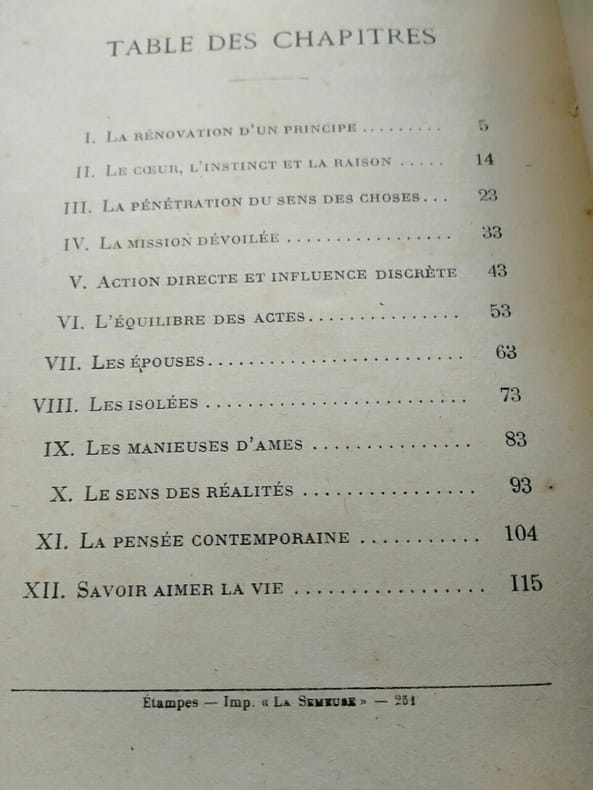 TABLE DES CHAPITRES
I. LA RÉNOVATION D'UN PRINCIPE ......... 5
II. LE CŒUR, L'INSTINCT ET LA RAISON ..... 14
III. LA PÉNÉTRATION DU SENS DES CHOSES... 23
IV. LA MISSION DÉVOILÉE ................. 33
V. ACTION DIRECTE ET INFLUENCE DISCRÈTE 43
VI. L'ÉQUILIBRE DES ACTES............... 53
VII. LES ÉPOUSES.......................... 63
VIII. LES ISOLÉES .......................... 73
IX. LES MANIEUSES D'AMES ................ 83
X. LE SENS DES RÉALITÉS ................. 93
XI. LA PENSÉE CONTEMPORAINE ........... 104
XII. SAVOIR AIMER LA VIE .................. 115
Étampes — Imp. « LA SEMEUSE » — 251